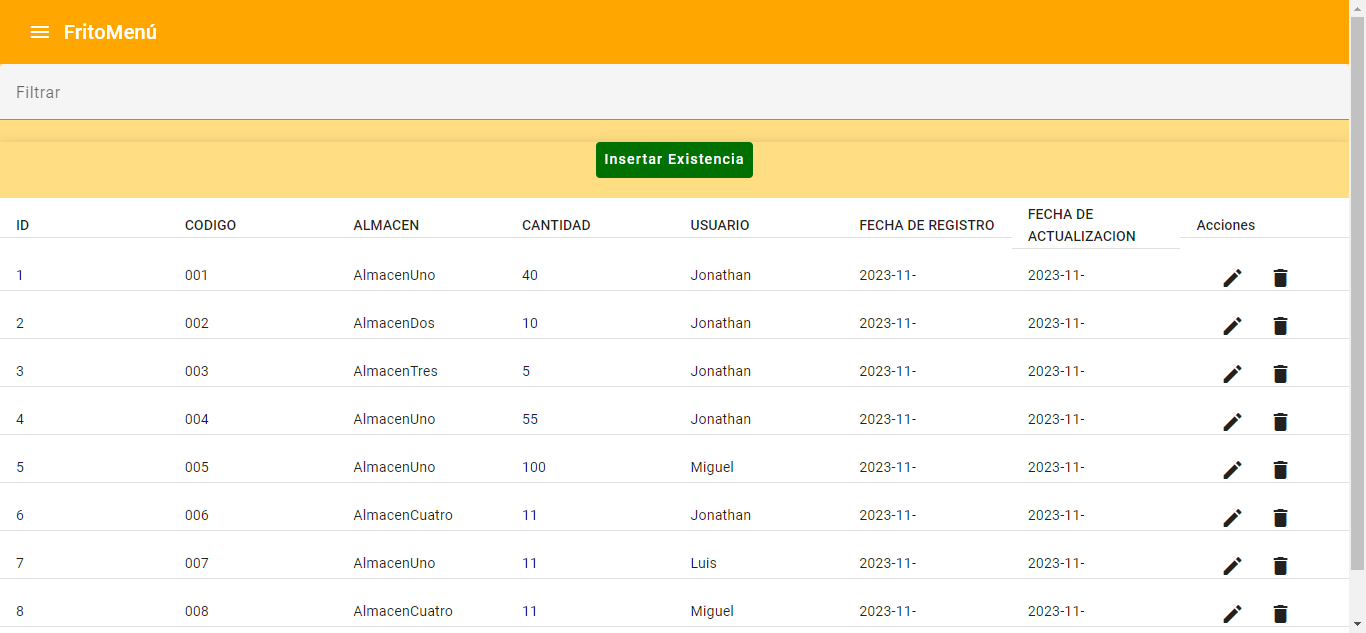 FritoMenú
Filtrar
Insertar Existencia
ID CODIGO ALMACEN CANTIDAD USUARIO FECHA DE REGISTRO FECHA DE ACTUALIZACION Acciones
1 001 AlmacenUno 40 Jonathan 2023-11- 2023-11-
2 002 AlmacenDos 10 Jonathan 2023-11- 2023-11-
3 003 AlmacenTres 5 Jonathan 2023-11- 2023-11-
4 004 AlmacenUno 55 Jonathan 2023-11- 2023-11-
5 005 AlmacenUno 100 Miguel 2023-11- 2023-11-
6 006 AlmacenCuatro 11 Jonathan 2023-11- 2023-11-
7 007 AlmacenUno 11 Luis 2023-11- 2023-11-
8 008 AlmacenCuatro 11 Miguel 2023-11- 2023-11-